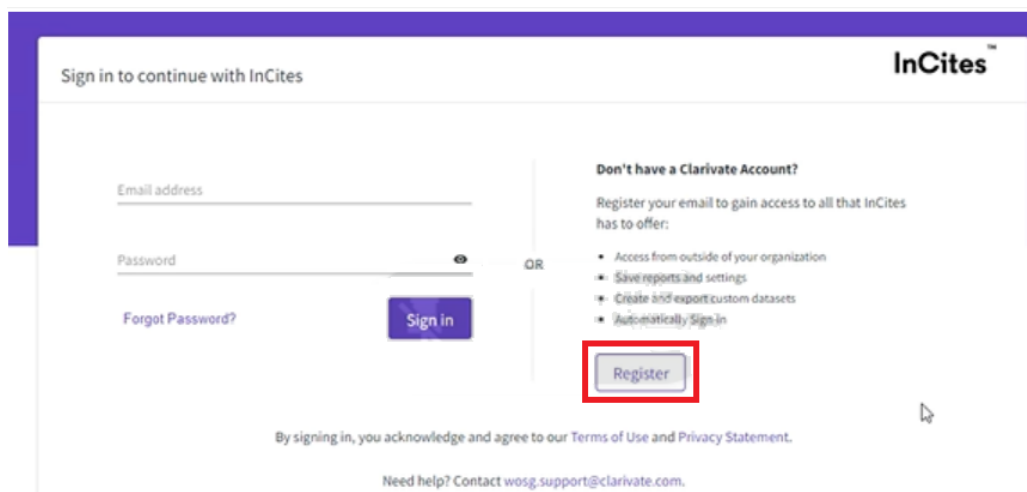 Sign in to continue with InCites
InCites™
Email address
Password
Forgot Password?
Sign in
OR
Don't have a Clarivate Account?
Register your email to gain access to all that InCites
has to offer:
• Access from outside of your organization
• Save reports and settings
• Create and export custom datasets
• Automatically Sign in
Register
By signing in, you acknowledge and agree to our Terms of Use and Privacy Statement.
Need help? Contact wosg.support@clarivate.com.